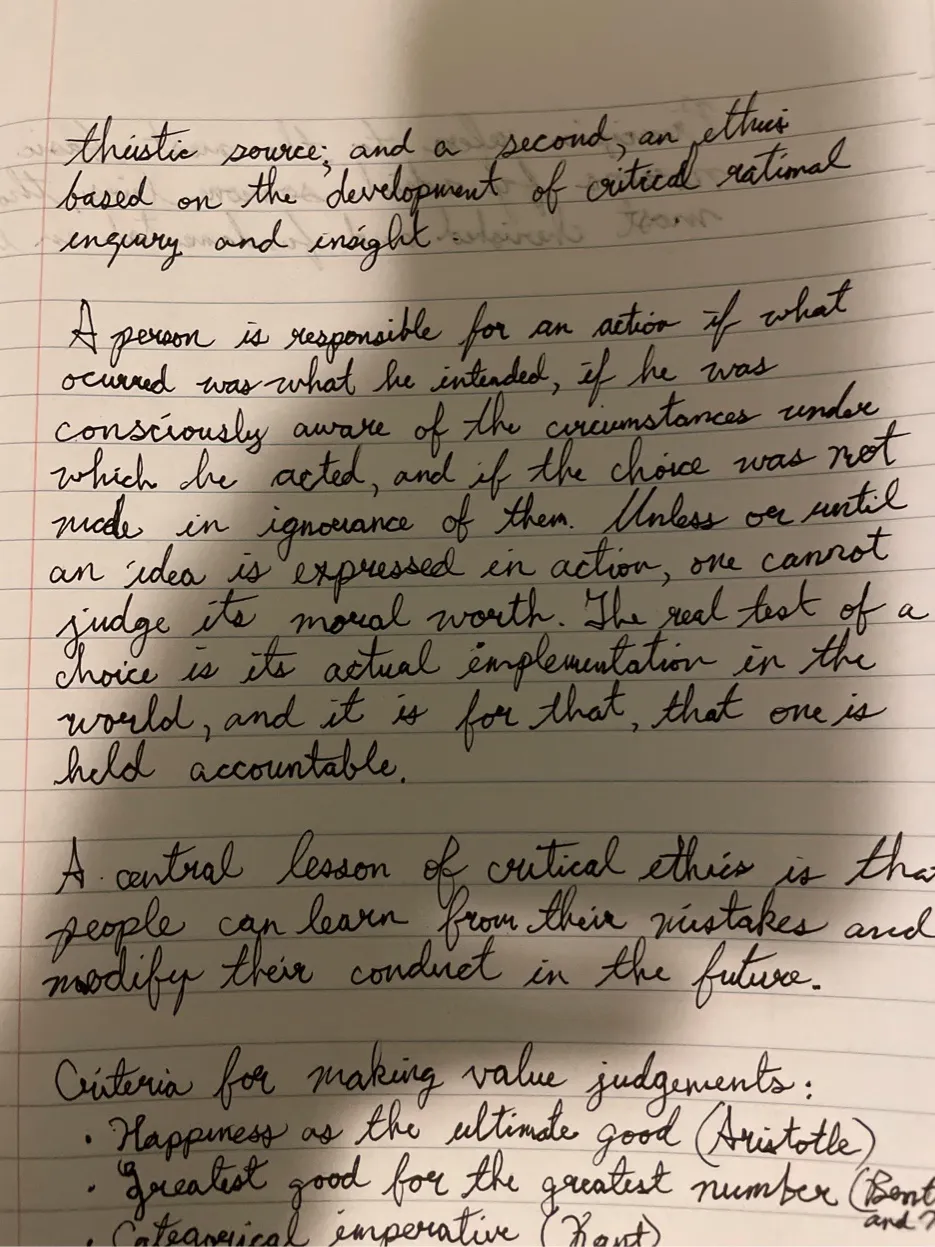 theistic source; and a second, an ethics
based on the development of critical rational
inquary and insight.
A person is responsible for an action if what
ocurred was what he intended, if he was
consciously aware of the circumstances under
which he acted, and if the choice was not
made in ignorance of them. Unless or until
an idea is expressed in action, one cannot
judge its moral worth. The real test of a
choice is its actual implementation in the
world, and it is for that, that one is
held accountable.
A central lesson of critical ethics is tha
people can learn from their mistakes and
modify their conduct in the future.
Criteria for making value judgements:
· Happiness as the ultimate good (Aristotle)
· Greatest good for the greatest number (Bent
and
· Categorical imperative (Kant)